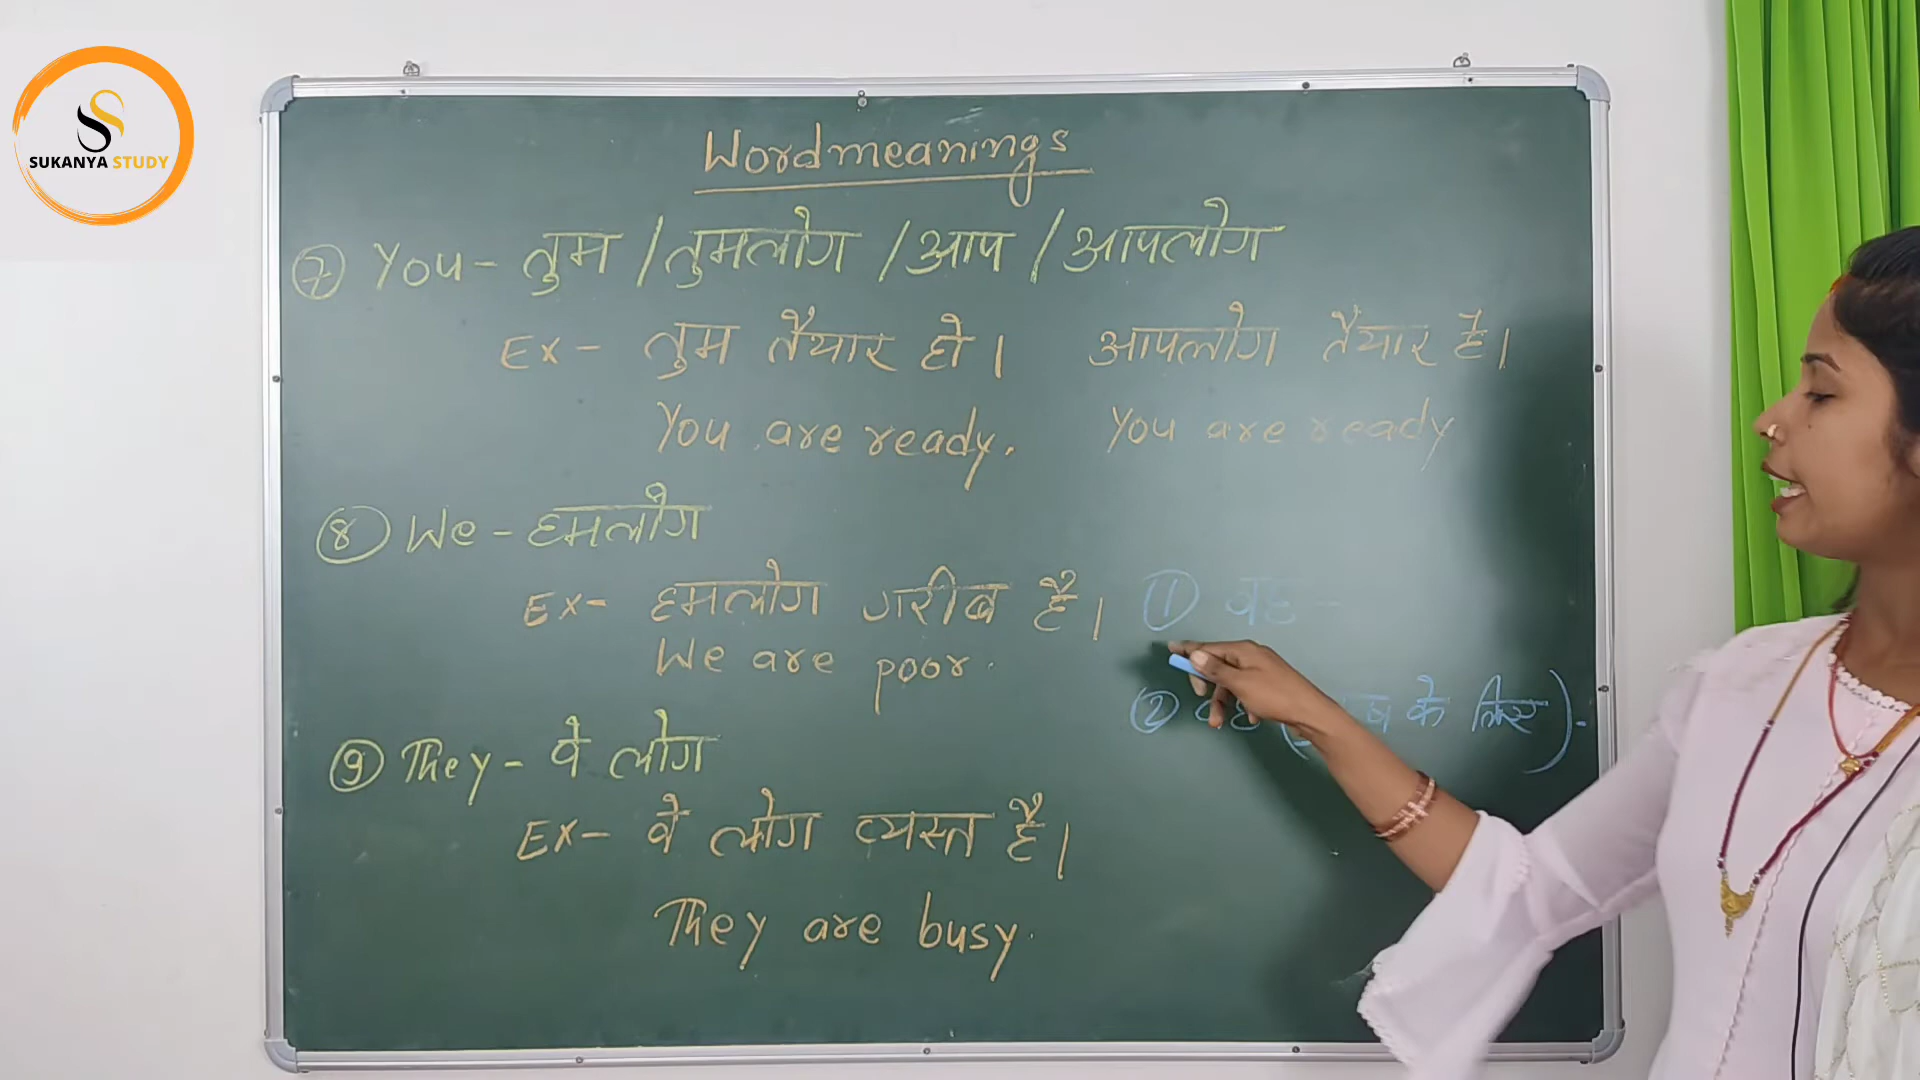 SUKANYA STUDY
Wordmeanings
⑦ You - तुम / तुमलोग / आप / आपलोग
Ex - तुम तैयार हो। आपलोग तैयार है।
You are ready. You are ready
⑧ We - हमलोग
Ex - हमलोग गरीब है।
① वह -
We are poor.
② वह ( के लिए) -
⑨ They - वे लोग
Ex - वे लोग व्यस्त है।
They are busy.